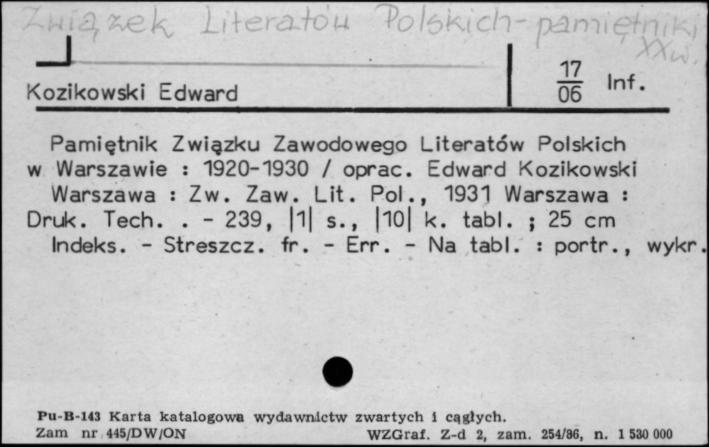 Związek Literatów Polskich - pamiętniki
XXw.
17
06 Inf.
Kozikowski Edward
Pamiętnik Związku Zawodowego Literatów Polskich
w Warszawie : 1920-1930 / oprac. Edward Kozikowski
Warszawa : Zw. Zaw. Lit. Pol., 1931 Warszawa :
Druk. Tech. . - 239, |1| s., |10| k. tabl. ; 25 cm
Indeks. - Streszcz. fr. - Err. - Na tabl. : portr., wykr.
Pu-B-143 Karta katalogowa wydawnictw zwartych i cągłych.
Zam nr 445/DW/ON WZGraf. Z-d 2, zam. 254/86, n. 1 530 000